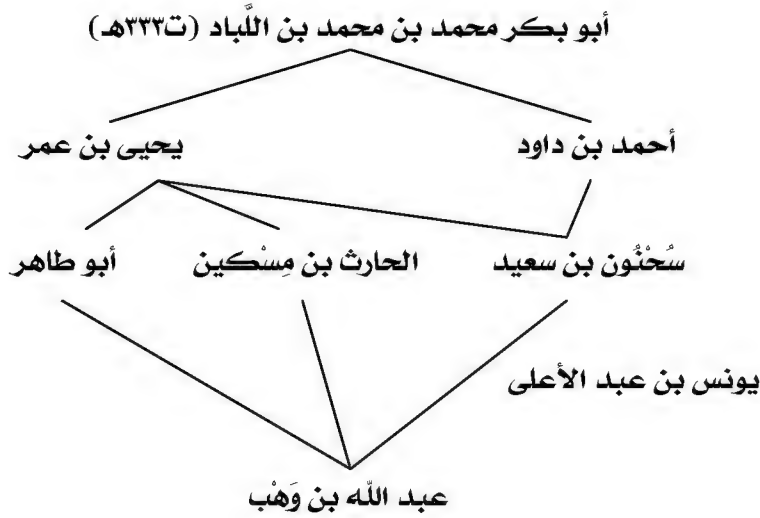 أبو بكر محمد بن محمد بن اللَّباد (ت٣٣٣هـ)
أحمد بن داود
يحيى بن عمر
سُحْنُون بن سعيد
الحارث بن مِسْكين
أبو طاهر
يونس بن عبد الأعلى
عبد اللّه بن وَهْب